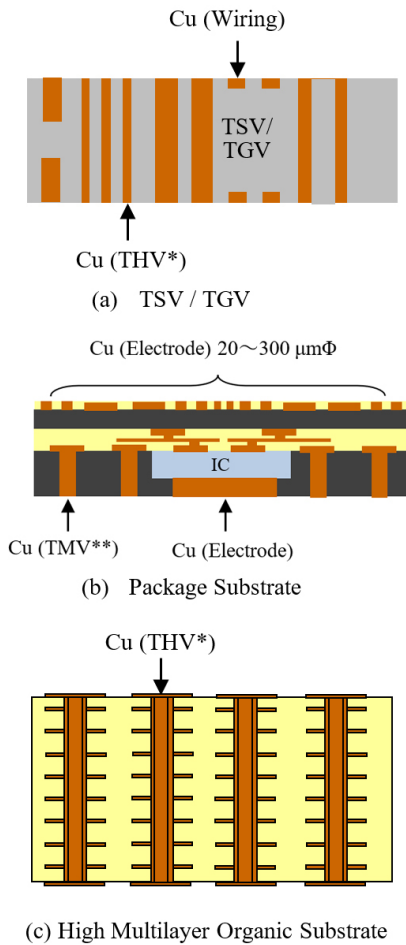 Cu (Wiring)
TSV/
TGV
Cu (THV*)
(a) TSV / TGV
Cu (Electrode) 20～300 μmΦ
IC
Cu (TMV**)
Cu (Electrode)
(b) Package Substrate
Cu (THV*)
(c) High Multilayer Organic Substrate